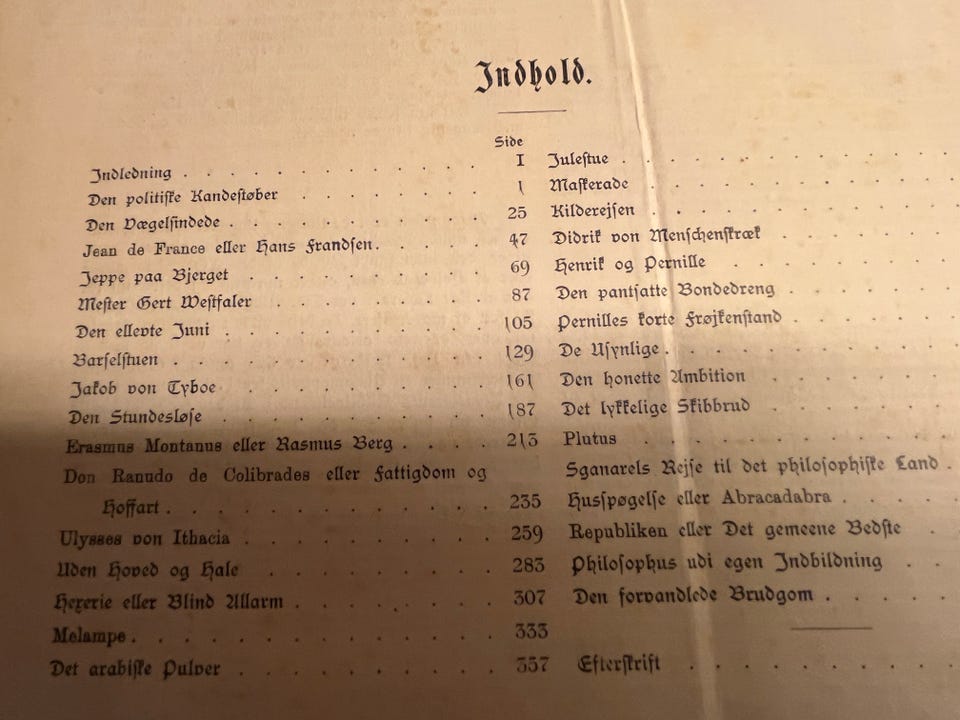 Indhold.
Side
Indledning . . . . . . . . . . I
Den politiske Kandestøber . . . . . . 1
Den Vægelsindede . . . . . . . . 25
Jean de France eller Hans Frandsen. . . . . 47
Jeppe paa Bjerget . . . . . . . . 69
Mester Gert Westfaler . . . . . . . 87
Den ellevte Juni . . . . . . . . . 105
Barselstuen . . . . . . . . . . . 129
Jakob von Tyboe . . . . . . . . . 161
Den Stundesløse . . . . . . . . . 187
Erasmus Montanus eller Rasmus Berg . . . . 213
Don Ranudo de Colibrados eller Fattigdom og
Hoffart . . . . . . . . . . . 235
Ulysses von Ithacia . . . . . . . . 259
Uden Hoved og Hale . . . . . . . . 283
Hexerie eller Blind Allarm . . . . . . 307
Melampe . . . . . . . . . . . . 333
Det arabiske Pulver . . . . . . . . 357
Julestue . . . . . . . . .
Maskerade . . . . . . . . .
Kilderejsen . . . . . . . .
Didrik von Menschenskræk . . . . .
Henrik og Pernille . . . . . . .
Den pantsatte Bondedreng . . . . .
Pernilles korte Frøjkenstand . . . . .
De Usynlige . . . . . . . . .
Den honette Ambition . . . . . .
Det lykkelige Skibbrud . . . . . .
Plutus . . . . . . . . . .
Sganarels Rejse til det philosophiske Land .
Husspøgelse eller Abracadabra . . . .
Republiken eller Det gemeene Bedste .
Philosophus udi egen Indbildning . .
Den forvandlede Brudgom . . . .
Efterskrift . . . . . . . .